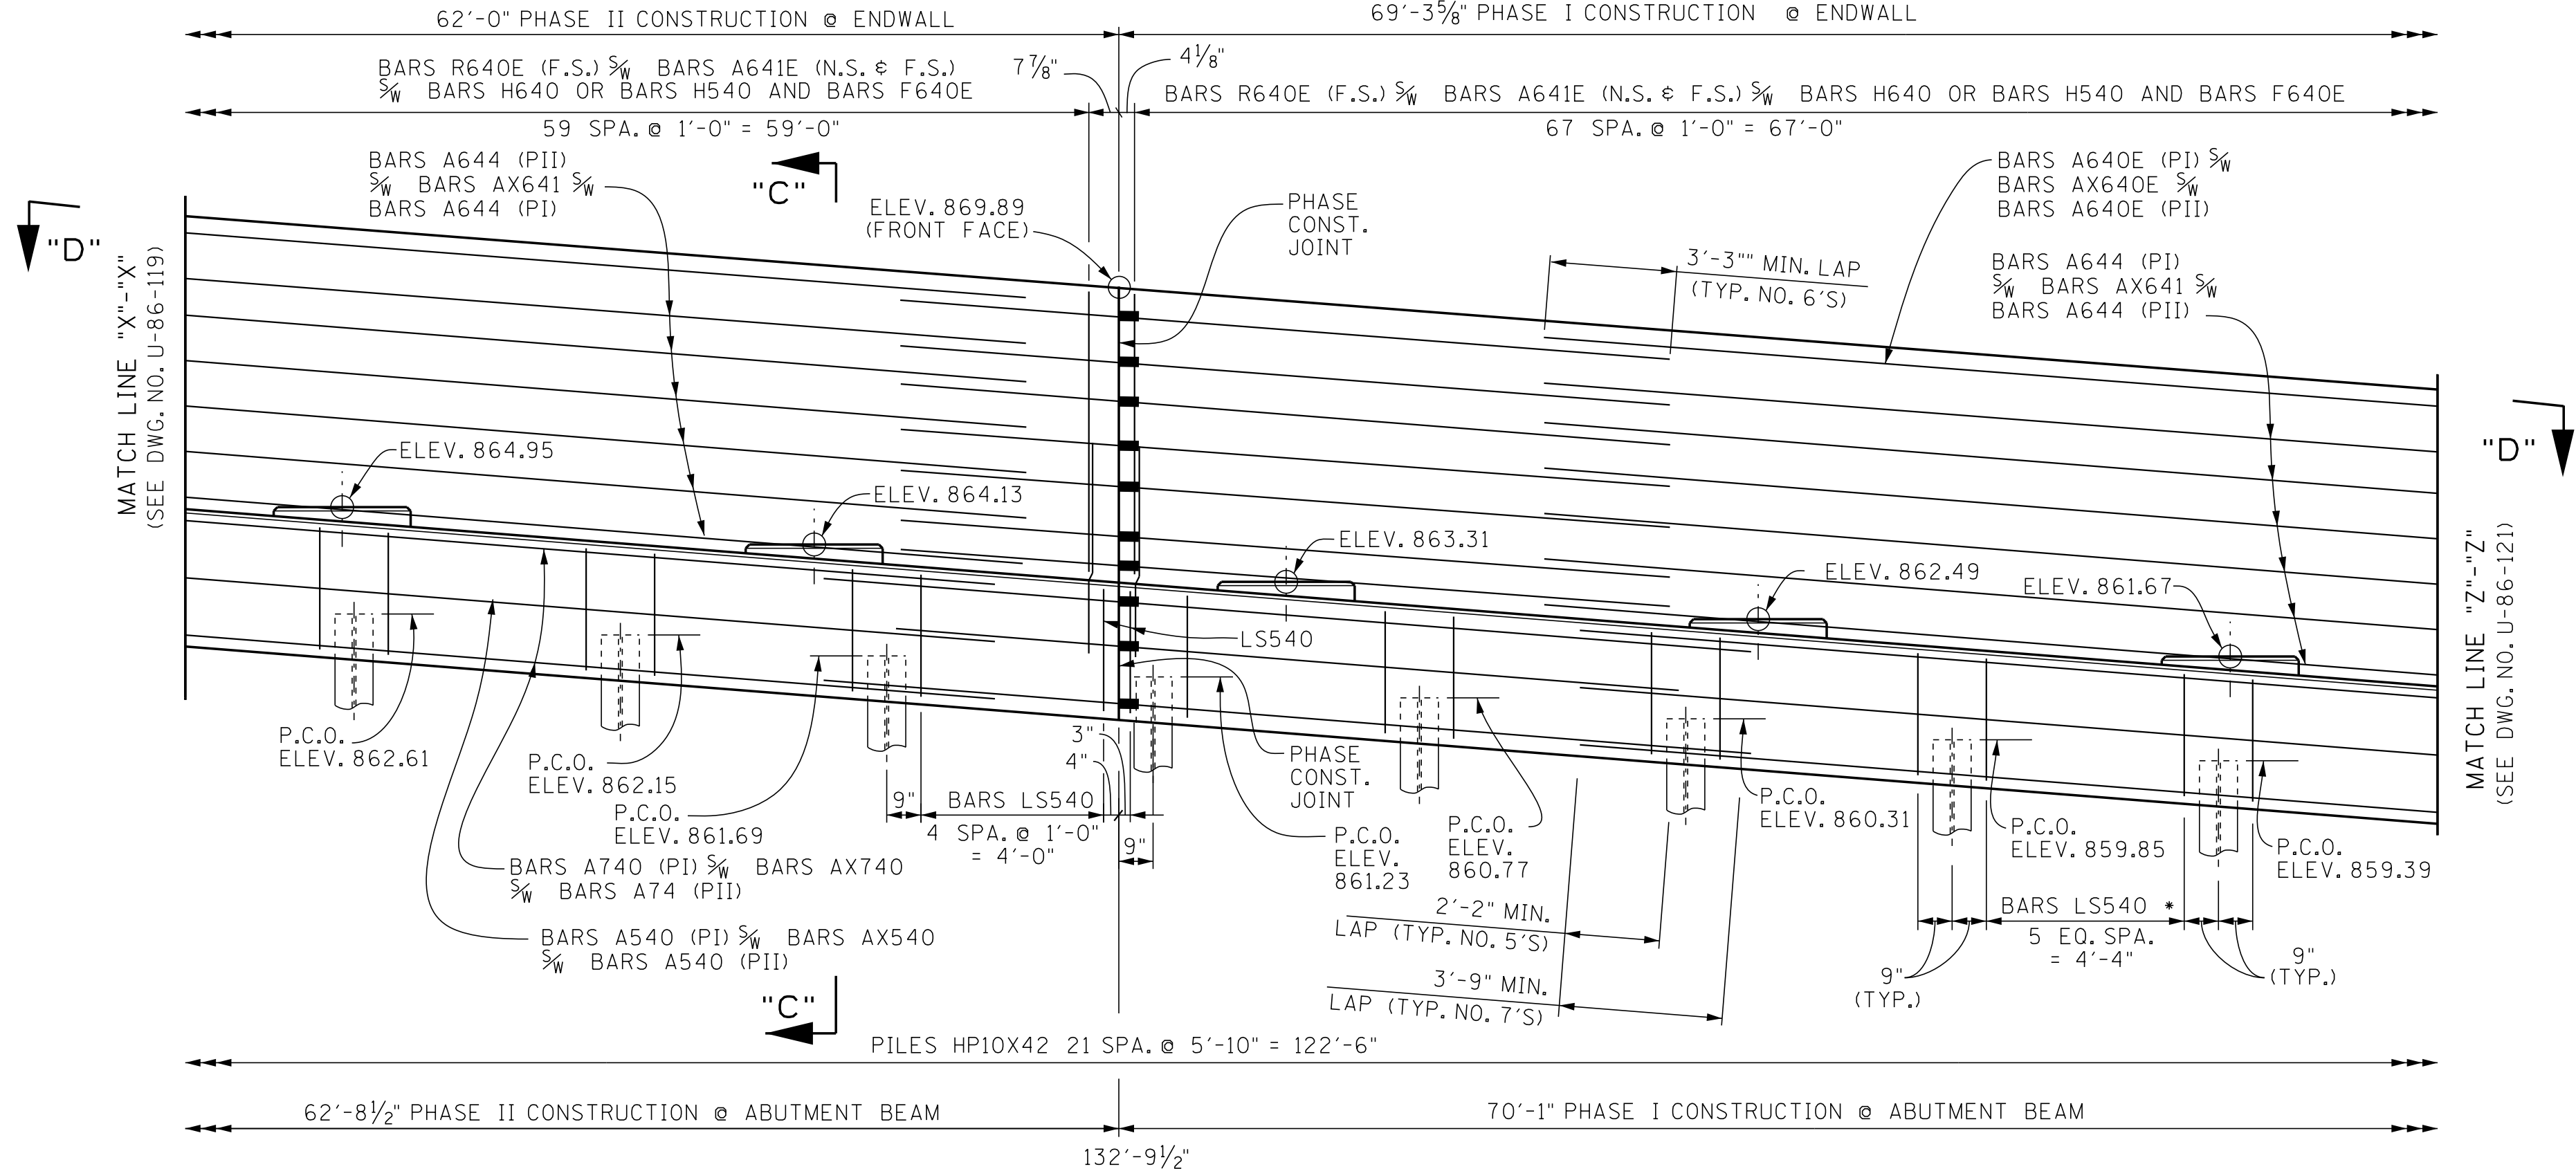 62'-0" PHASE II CONSTRUCTION @ ENDWALL
69'-3⅝" PHASE I CONSTRUCTION @ ENDWALL
BARS R640E (F.S.) S/W BARS A641E (N.S. & F.S.)
S/W BARS H640 OR BARS H540 AND BARS F640E
7⅞"
4⅛"
BARS R640E (F.S.) S/W BARS A641E (N.S. & F.S.) S/W BARS H640 OR BARS H540 AND BARS F640E
59 SPA. @ 1'-0" = 59'-0"
67 SPA. @ 1'-0" = 67'-0"
BARS A644 (PII)
S/W BARS AX641 S/W
BARS A644 (PI)
"C"
ELEV. 869.89
(FRONT FACE)
PHASE
CONST.
JOINT
BARS A640E (PI) S/W
BARS AX640E S/W
BARS A640E (PII)
3'-3"" MIN. LAP
(TYP. NO. 6'S)
BARS A644 (PI)
S/W BARS AX641 S/W
BARS A644 (PII)
"D"
"D"
MATCH LINE "X"-"X"
(SEE DWG. NO. U-86-119)
MATCH LINE "Z"-"Z"
(SEE DWG. NO. U-86-121)
ELEV. 864.95
ELEV. 864.13
ELEV. 863.31
ELEV. 862.49
ELEV. 861.67
LS540
P.C.O.
ELEV. 862.61
P.C.O.
ELEV. 862.15
P.C.O.
ELEV. 861.69
3"
4"
PHASE
CONST.
JOINT
9"
BARS LS540
4 SPA. @ 1'-0"
= 4'-0"
9"
P.C.O.
ELEV.
861.23
P.C.O.
ELEV.
860.77
P.C.O.
ELEV. 860.31
P.C.O.
ELEV. 859.85
P.C.O.
ELEV. 859.39
BARS A740 (PI) S/W BARS AX740
S/W BARS A74 (PII)
BARS A540 (PI) S/W BARS AX540
S/W BARS A540 (PII)
2'-2" MIN.
LAP (TYP. NO. 5'S)
3'-9" MIN.
LAP (TYP. NO. 7'S)
BARS LS540 *
5 EQ. SPA.
= 4'-4"
9"
(TYP.)
9"
(TYP.)
"C"
PILES HP10X42 21 SPA. @ 5'-10" = 122'-6"
62'-8½" PHASE II CONSTRUCTION @ ABUTMENT BEAM
70'-1" PHASE I CONSTRUCTION @ ABUTMENT BEAM
132'-9½"